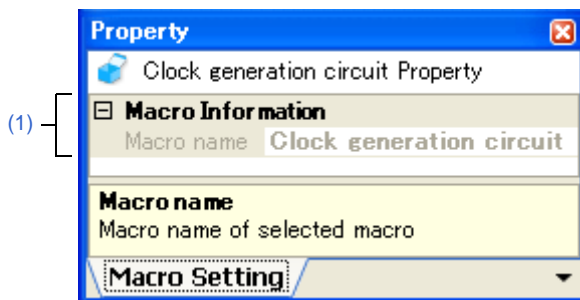 Property
Clock generation circuit Property
(1)
Macro Information
Macro name Clock generation circuit
Macro name
Macro name of selected macro
Macro Setting